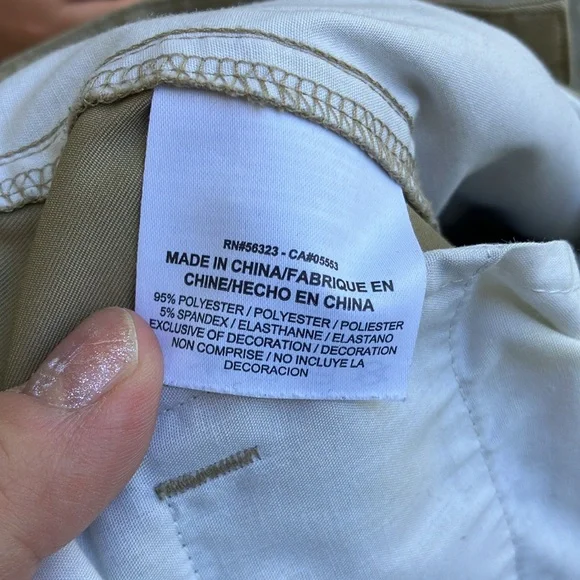 RN#56323 - CA#05553
MADE IN CHINA/FABRIQUE EN
CHINE/HECHO EN CHINA
95% POLYESTER / POLYESTER / POLIESTER
5% SPANDEX / ELASTHANNE / ELASTANO
EXCLUSIVE OF DECORATION / DECORATION
NON COMPRISE / NO INCLUYE LA
DECORACION